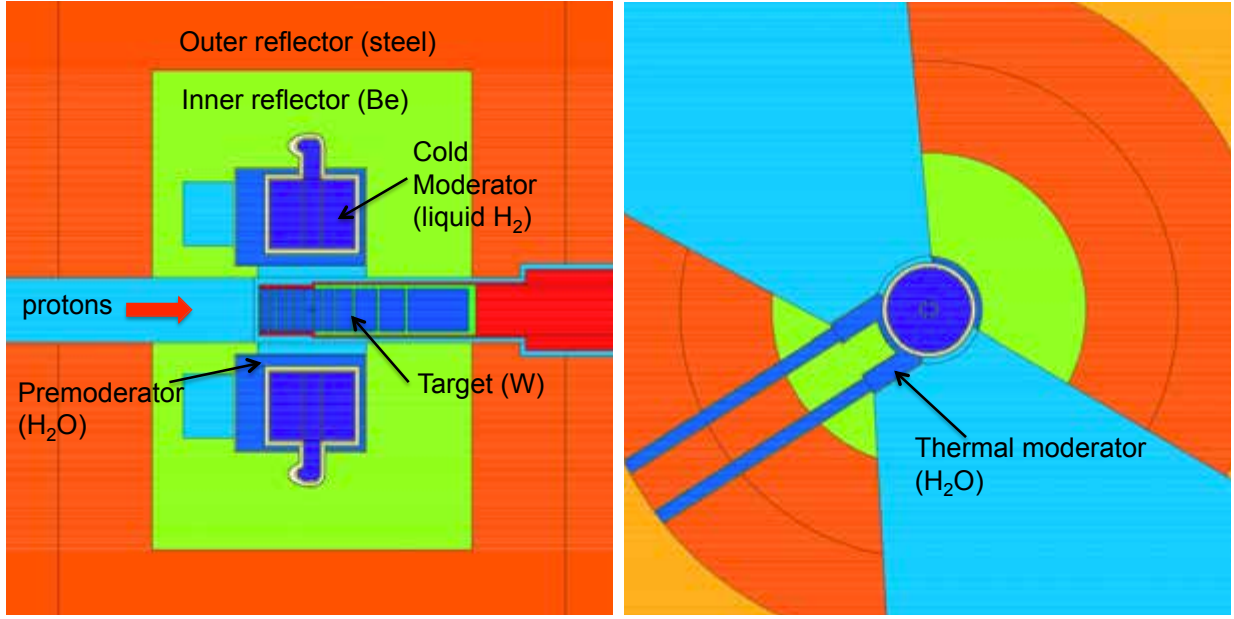 Outer reflector (steel)
Inner reflector (Be)
Cold
Moderator
(liquid H₂)
protons
Target (W)
Premoderator
(H₂O)
Thermal moderator
(H₂O)